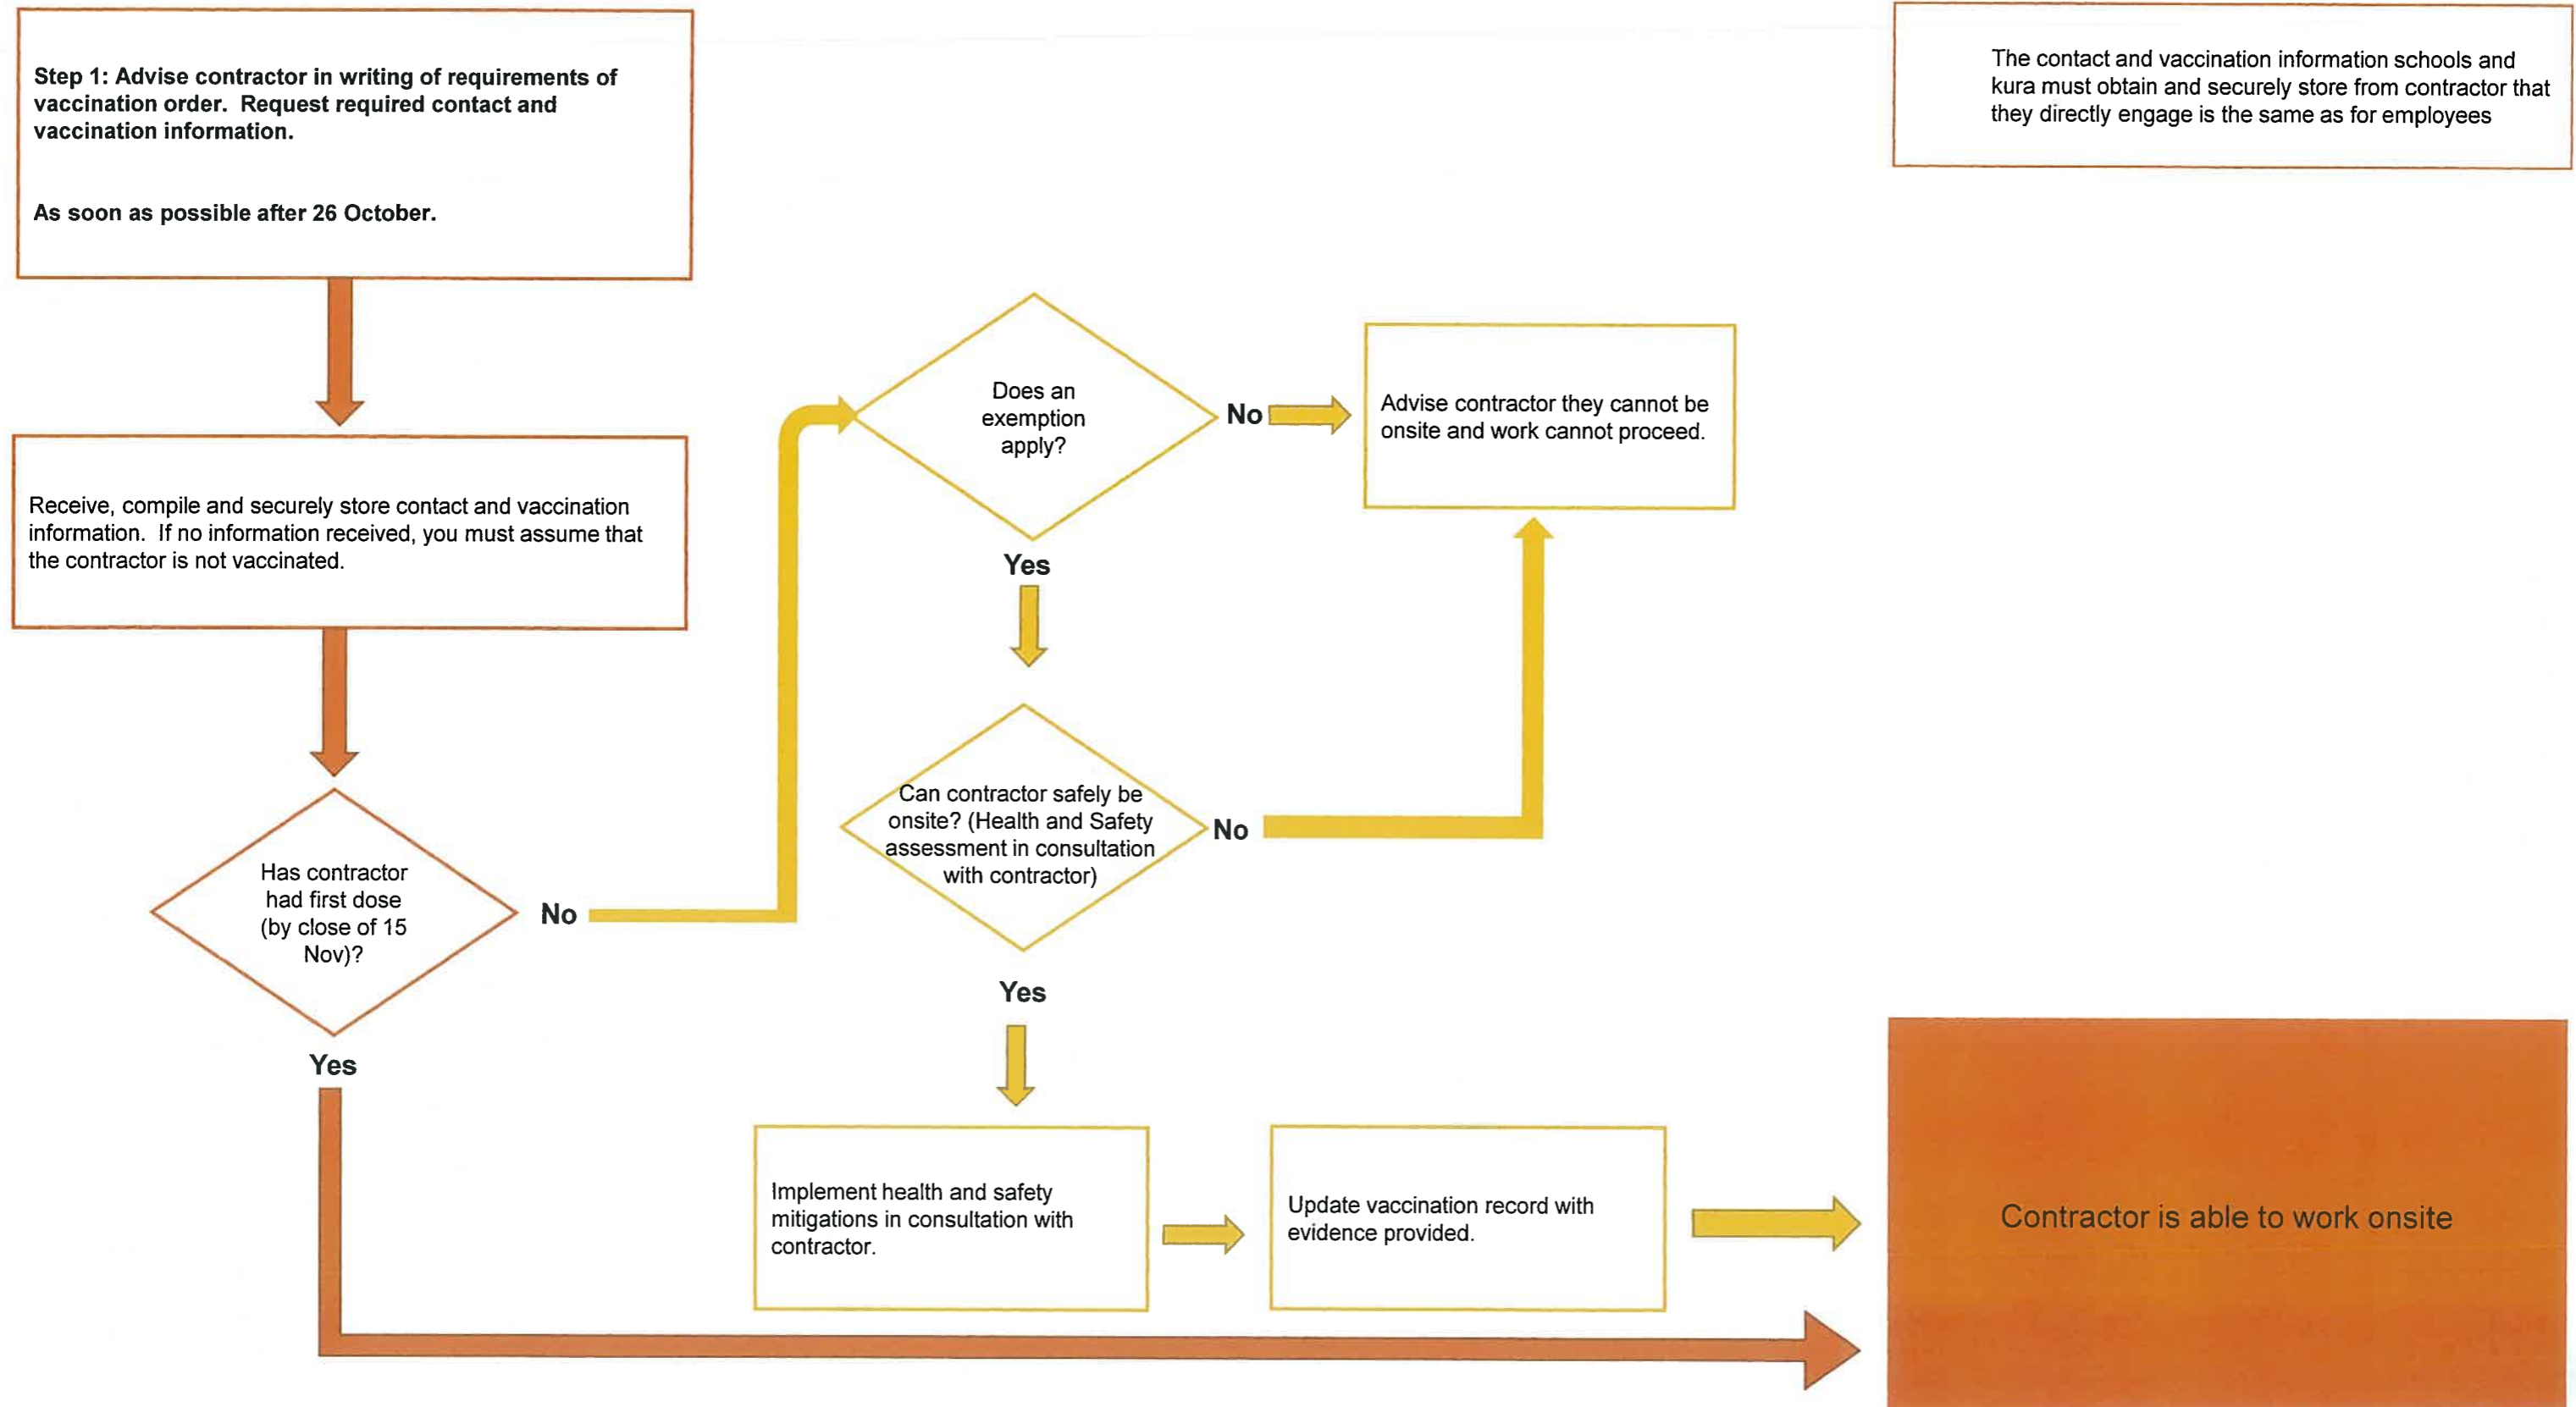 Step 1: Advise contractor in writing of requirements of
vaccination order.  Request required contact and
vaccination information.
As soon as possible after 26 October.
The contact and vaccination information schools and
kura must obtain and securely store from contractor that
they directly engage is the same as for employees
Receive, compile and securely store contact and vaccination
information.  If no information received, you must assume that
the contractor is not vaccinated.
Has contractor
had first dose
(by close of 15
Nov)?
No
Yes
Does an
exemption
apply?
No
Advise contractor they cannot be
onsite and work cannot proceed.
Yes
Can contractor safely be
onsite? (Health and Safety
assessment in consultation
with contractor)
No
Yes
Implement health and safety
mitigations in consultation with
contractor.
Update vaccination record with
evidence provided.
Contractor is able to work onsite